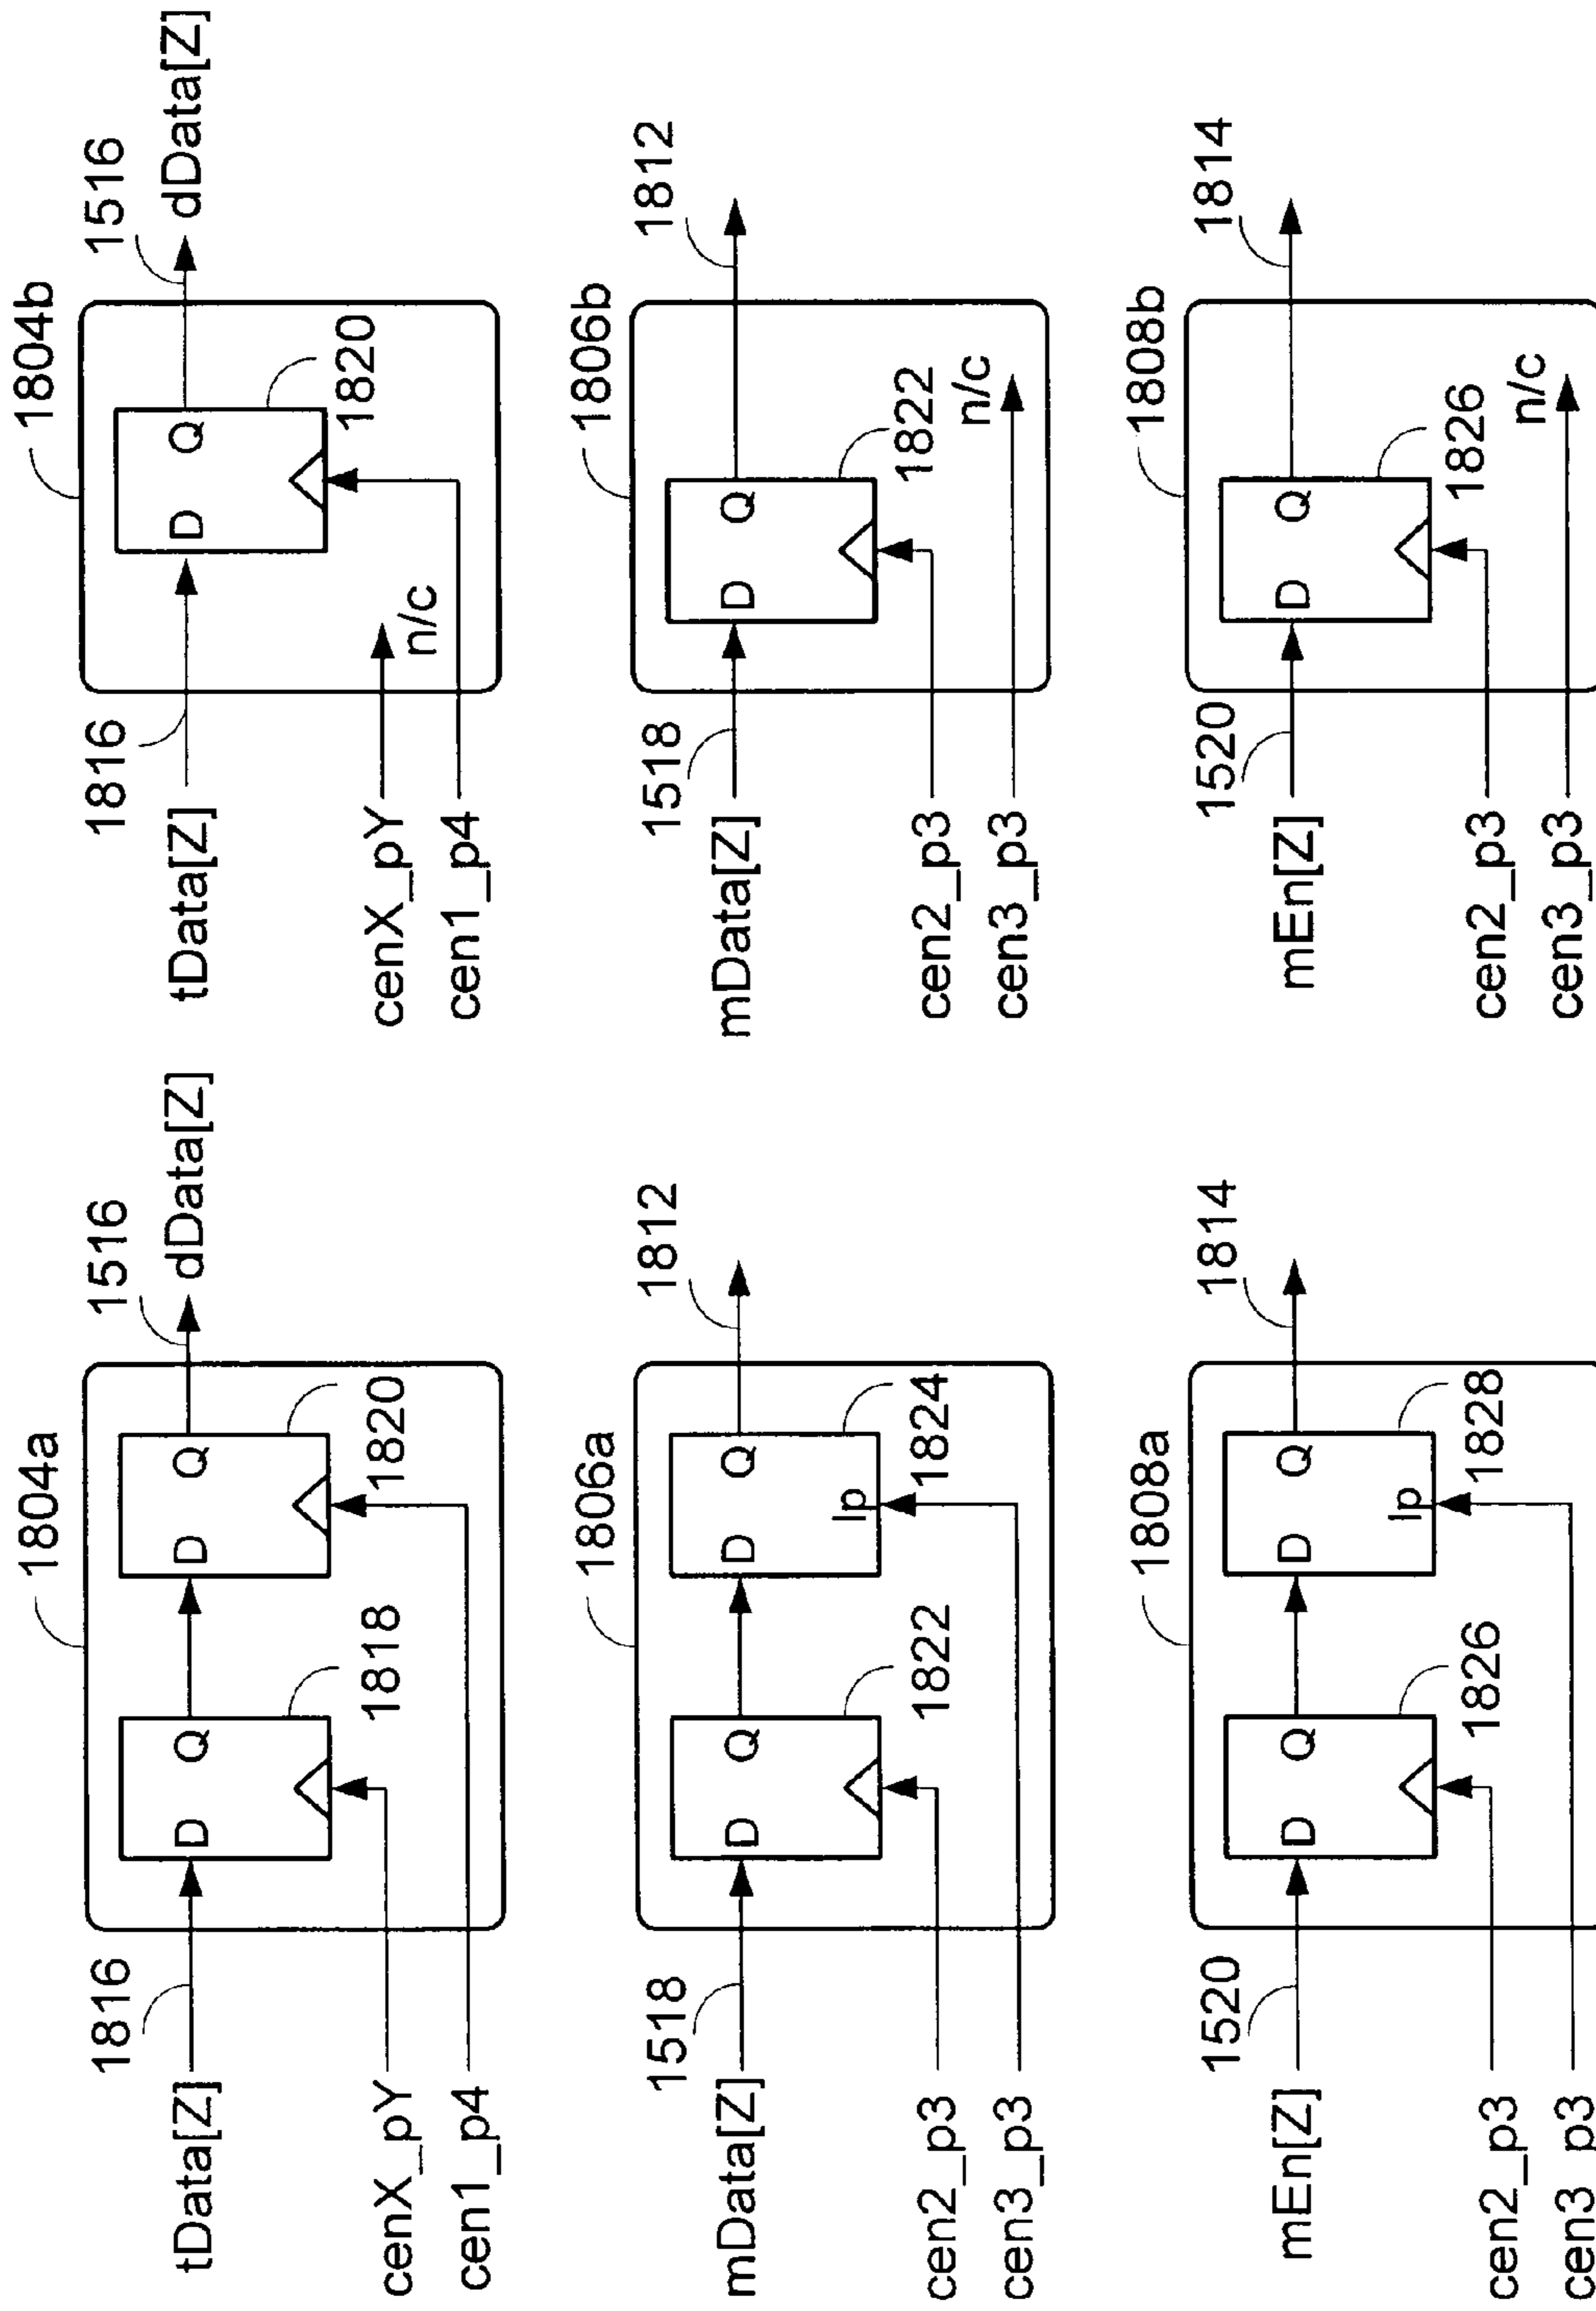 1804a
1816
1516
tData[Z]
D Q
D Q
dData[Z]
1818
1820
cenX_pY
cen1_p4
1806a
1518
1812
mData[Z]
D Q
D Q
lp
1822
1824
cen2_p3
cen3_p3
1808a
1520
1814
mEn[Z]
D Q
D Q
lp
1826
1828
cen2_p3
cen3_p3
1804b
1816
1516
tData[Z]
D Q
dData[Z]
1820
cenX_pY
n/c
cen1_p4
1806b
1518
1812
mData[Z]
D Q
1822
cen2_p3
n/c
cen3_p3
1808b
1520
1814
mEn[Z]
D Q
1826
cen2_p3
n/c
cen3_p3